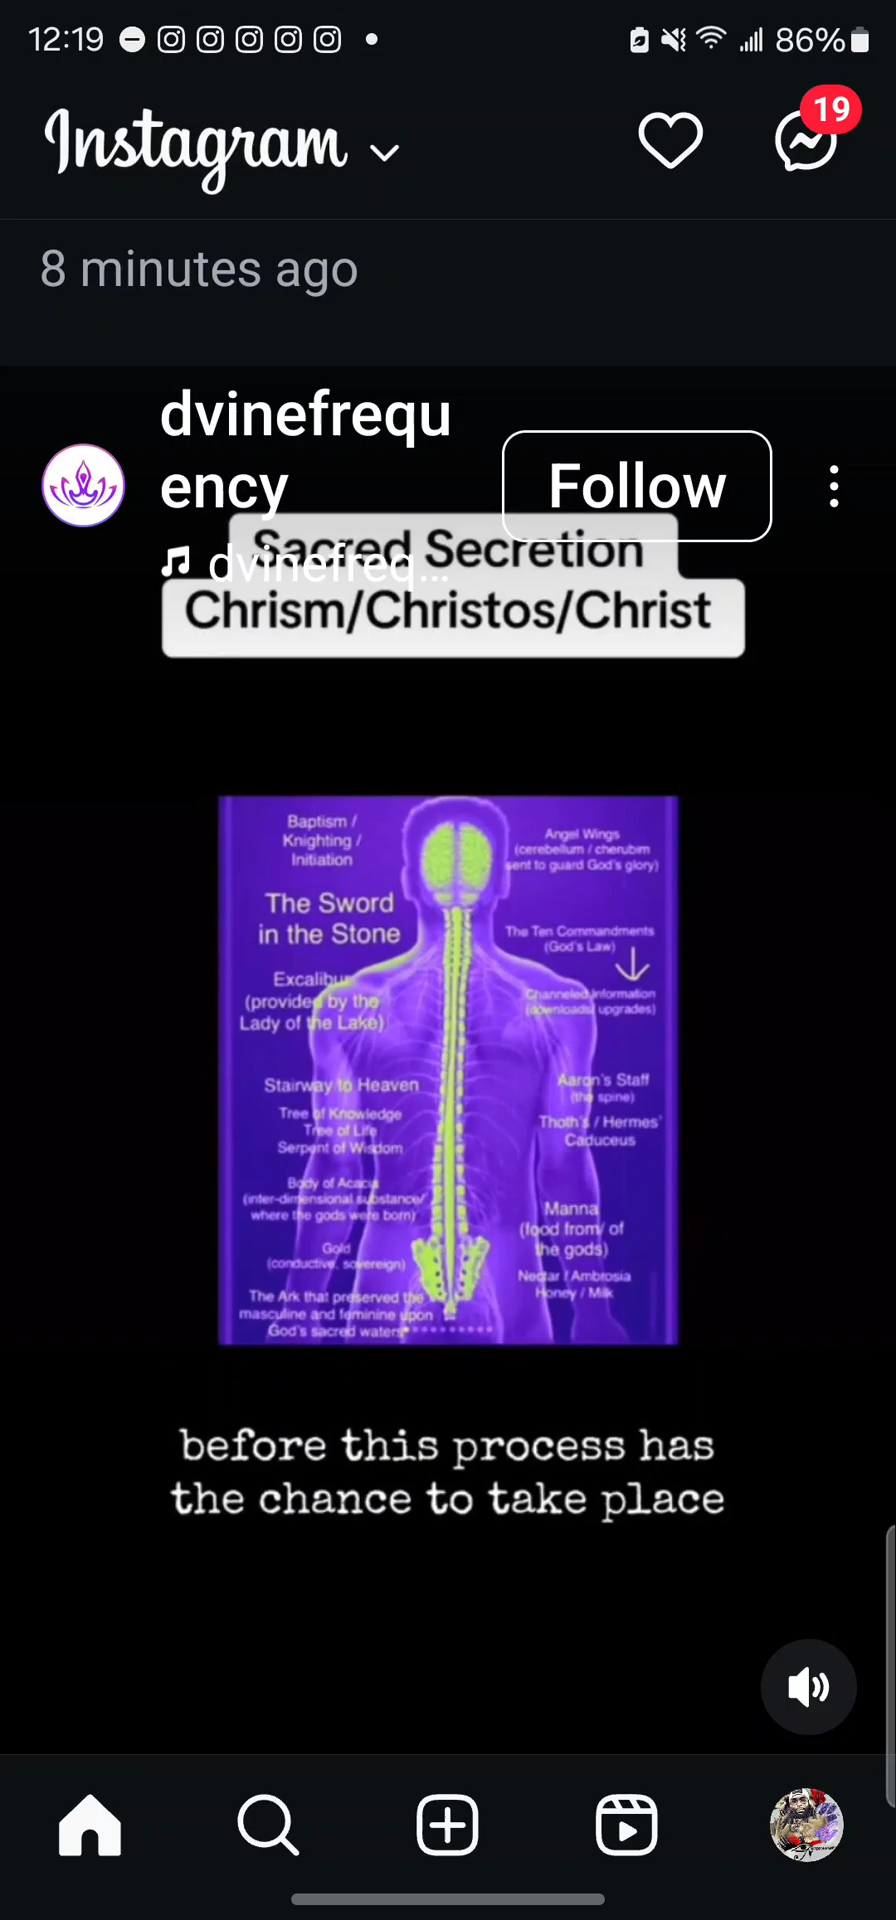 12:19
86%
Instagram
19
8 minutes ago
dvinefrequ
ency
Follow
dvinefreq...
Sacred Secretion
Chrism/Christos/Christ
Baptism /
Knighting /
Initiation
The Sword
in the Stone
Excalibur
(provided by the
Lady of the Lake)
Stairway to Heaven
Tree of Knowledge
Tree of Life
Serpent of Wisdom
Body of Acacia
(inter-dimensional substance/
where the gods were born)
Gold
(conductive, sovereign)
The Ark that preserved the
masculine and feminine upon
God's sacred waters
Angel Wings
(cerebellum / cherubim
sent to guard God's glory)
The Ten Commandments
(God's Law)
Channeled Information
(downloads/ upgrades)
Aaron's Staff
(the spine)
Thoth's / Hermes'
Caduceus
Manna
(food from/ of
the gods)
Nectar / Ambrosia
Honey / Milk
before this process has
the chance to take place